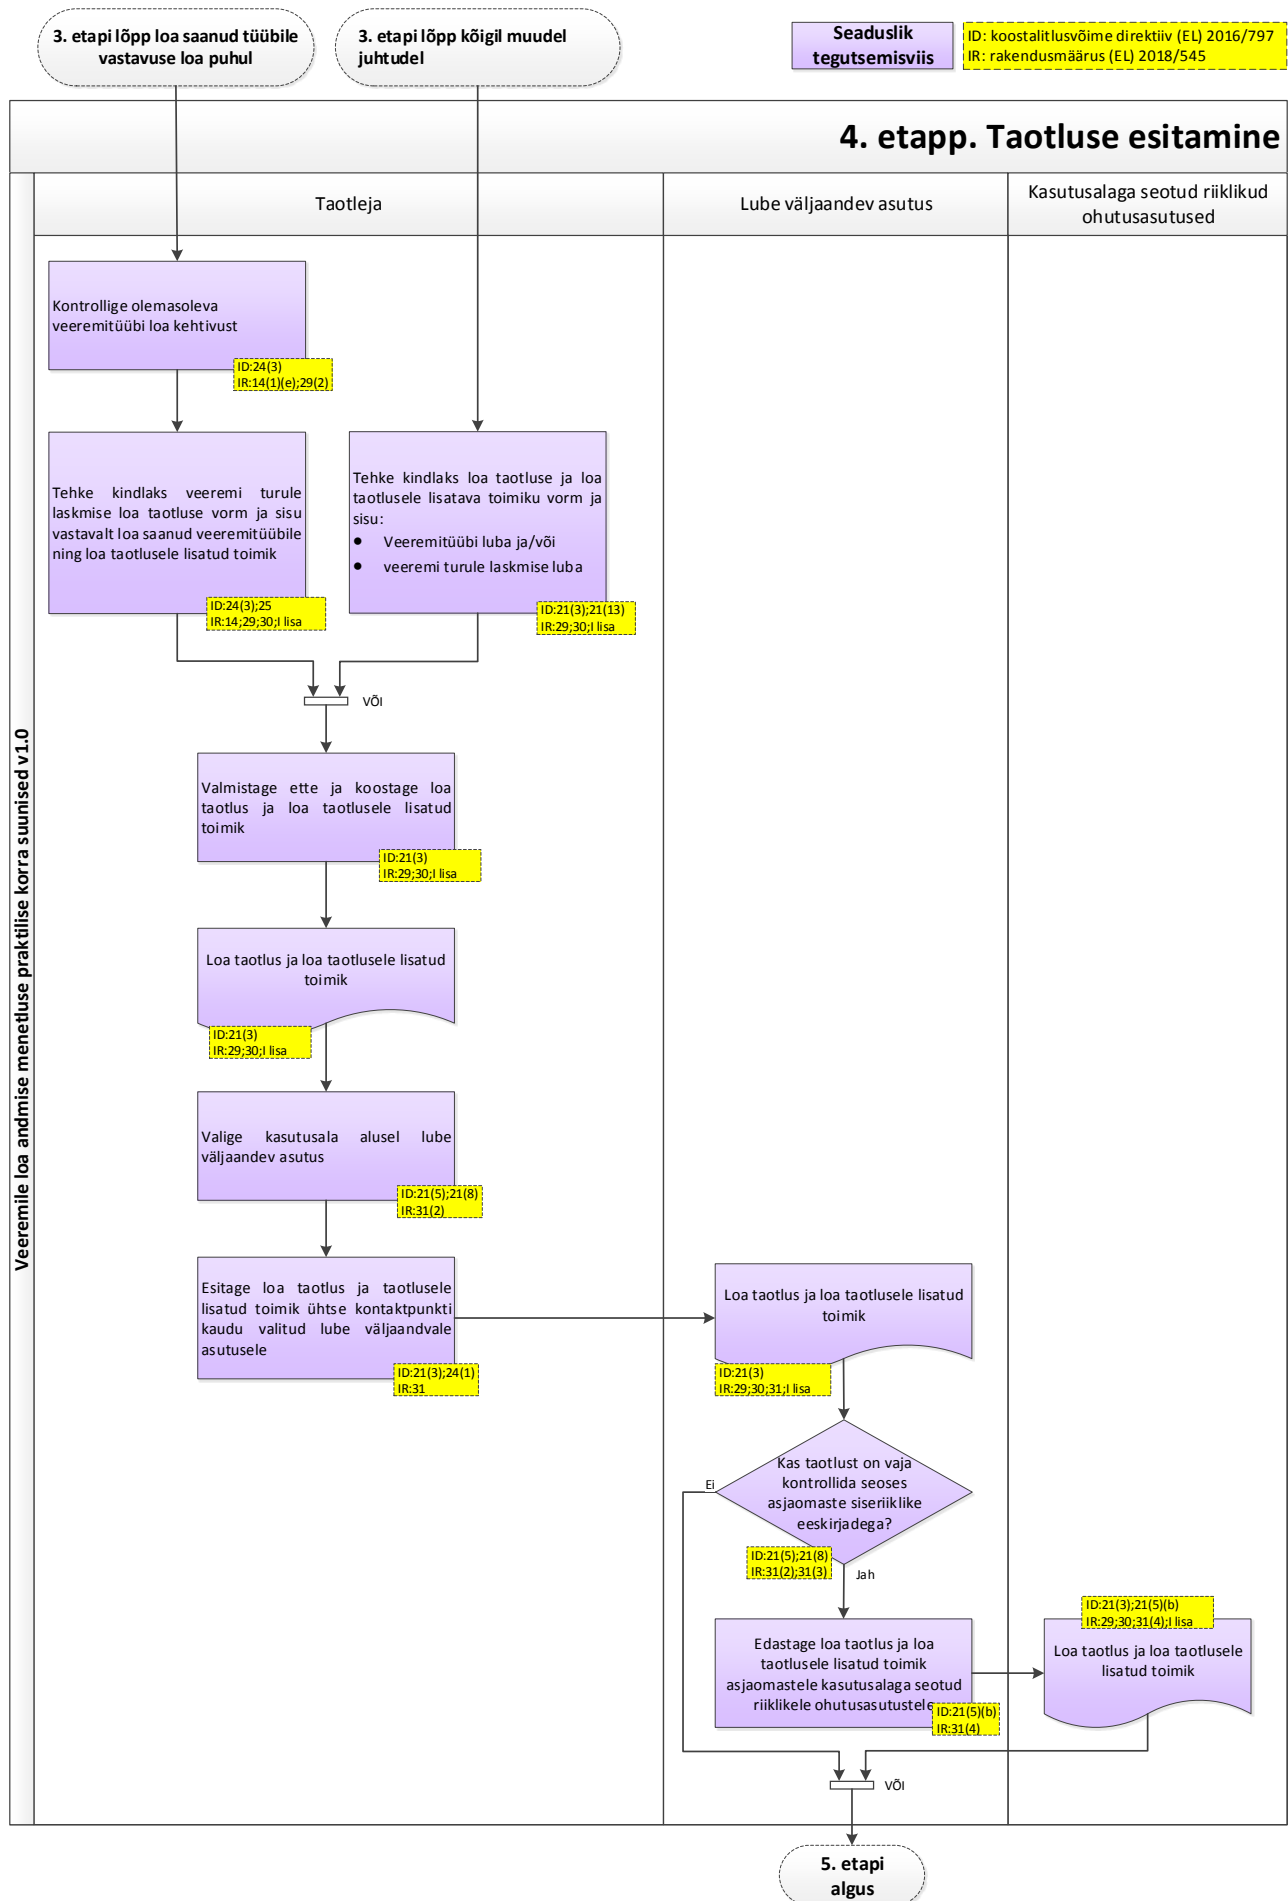 3. etapi lõpp loa saanud tüübile
vastavuse loa puhul
3. etapi lõpp kõigil muudel
juhtudel
Seaduslik
tegutsemisviis
ID: koostalitlusvõime direktiiv (EL) 2016/797
IR: rakendusmäärus (EL) 2018/545
4. etapp. Taotluse esitamine
Veeremile loa andmise menetluse praktilise korra suunised v1.0
Taotleja
Lube väljaandev asutus
Kasutusalaga seotud riiklikud
ohutusasutused
Kontrollige olemasoleva
veeremitüübi loa kehtivust
ID:24(3)
IR:14(1)(e);29(2)
Tehke kindlaks veeremi turule
laskmise loa taotluse vorm ja sisu
vastavalt loa saanud veeremitüübile
ning loa taotlusele lisatud toimik
ID:24(3);25
IR:14;29;30;I lisa
Tehke kindlaks loa taotluse ja loa
taotlusele lisatava toimiku vorm ja
sisu:
● Veeremitüübi luba ja/või
● veeremi turule laskmise luba
ID:21(3);21(13)
IR:29;30;I lisa
VÕI
Valmistage ette ja koostage loa
taotlus ja loa taotlusele lisatud
toimik
ID:21(3)
IR:29;30;I lisa
Loa taotlus ja loa taotlusele lisatud
toimik
ID:21(3)
IR:29;30;I lisa
Valige kasutusala alusel lube
väljaandev asutus
ID:21(5);21(8)
IR:31(2)
Esitage loa taotlus ja taotlusele
lisatud toimik ühtse kontaktpunkti
kaudu valitud lube väljaandvale
asutusele
ID:21(3);24(1)
IR:31
Loa taotlus ja loa taotlusele lisatud
toimik
ID:21(3)
IR:29;30;31;I lisa
Kas taotlust on vaja
kontrollida seoses
asjaomaste siseriiklike
eeskirjadega?
Ei
ID:21(5);21(8)
IR:31(2);31(3)
Jah
Edastage loa taotlus ja loa
taotlusele lisatud toimik
asjaomastele kasutusalaga seotud
riiklikele ohutusasutustele
ID:21(5)(b)
IR:31(4)
ID:21(3);21(5)(b)
IR:29;30;31(4);I lisa
Loa taotlus ja loa taotlusele
lisatud toimik
VÕI
5. etapi
algus